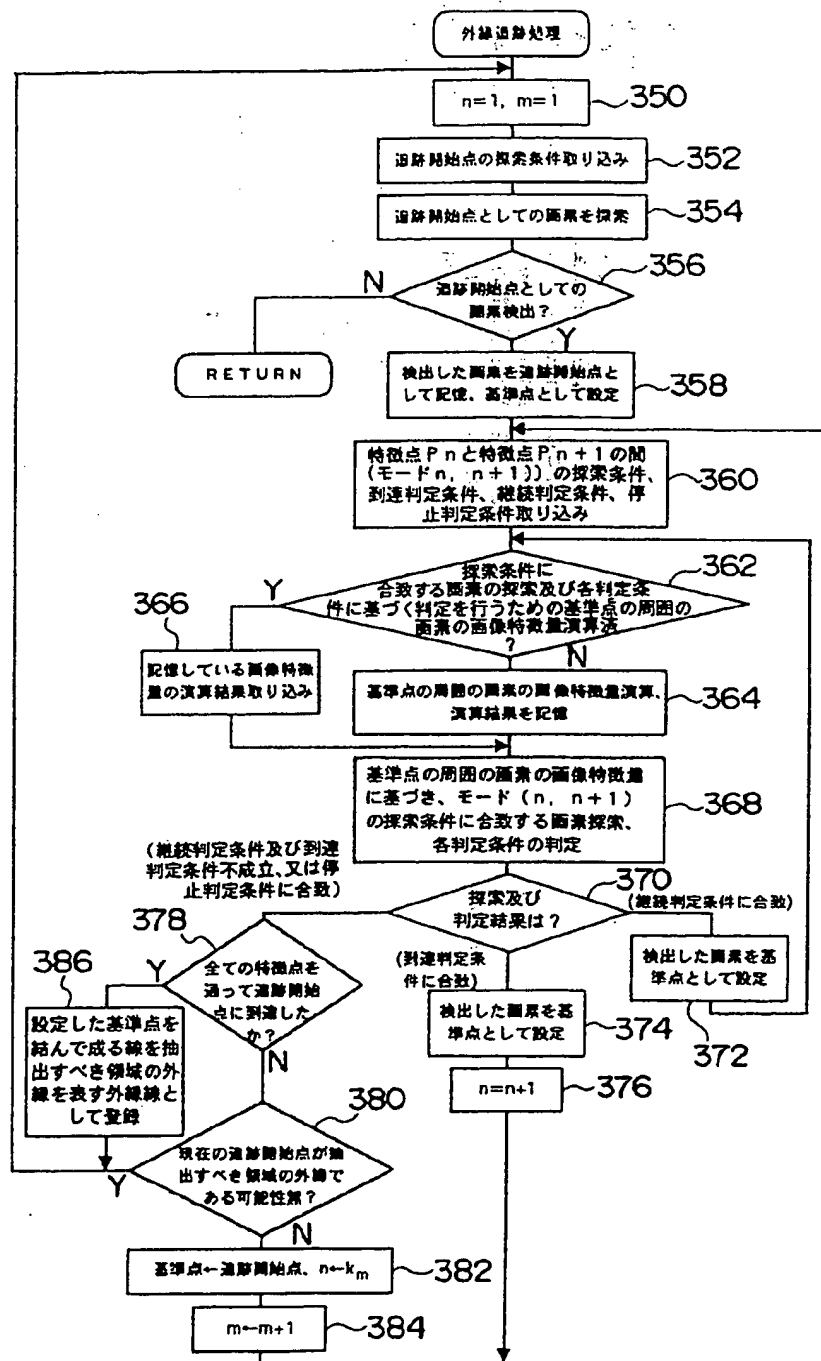 外縁追跡処理
n=1, m=1
350
追跡開始点の探索条件取り込み
352
追跡開始点としての画素を探索
354
356
N
追跡開始点としての
画素検出？
Y
RETURN
検出した画素を追跡開始点と
して記憶、基準点として設定
358
特徴点Pnと特徴点Pn+1の間
(モードn, n+1))の探索条件、
到達判定条件、継続判定条件、停
止判定条件取り込み
360
362
Y
探索条件に
合致する画素の探索及び各判定条
件に基づく判定を行うための基準点の周囲の
画素の画像特徴量演算済
？
N
366
記憶している画像特徴
量の演算結果取り込み
基準点の周囲の画素の画像特徴量演算、
演算結果を記憶
364
基準点の周囲の画素の画像特徴量
に基づき、モード(n, n+1)
の探索条件に合致する画素探索、
各判定条件の判定
368
(継続判定条件及び到達
判定条件不成立、又は停
止判定条件に合致)
370
探索及び
判定結果は？
(継続判定条件に合致)
378
Y
全ての特徴点を
通って追跡開始
点に到達した
か？
N
(到達判定条
件に合致)
検出した画素を基
準点として設定
372
386
設定した基準点を
結んで成る線を抽
出すべき領域の外
縁を表す外縁線と
して登録
検出した画素を基
準点として設定
374
n=n+1
376
380
現在の追跡開始点が抽
出すべき領域の外縁で
ある可能性無？
Y
N
基準点←追跡開始点、n←km
382
m←m+1
384